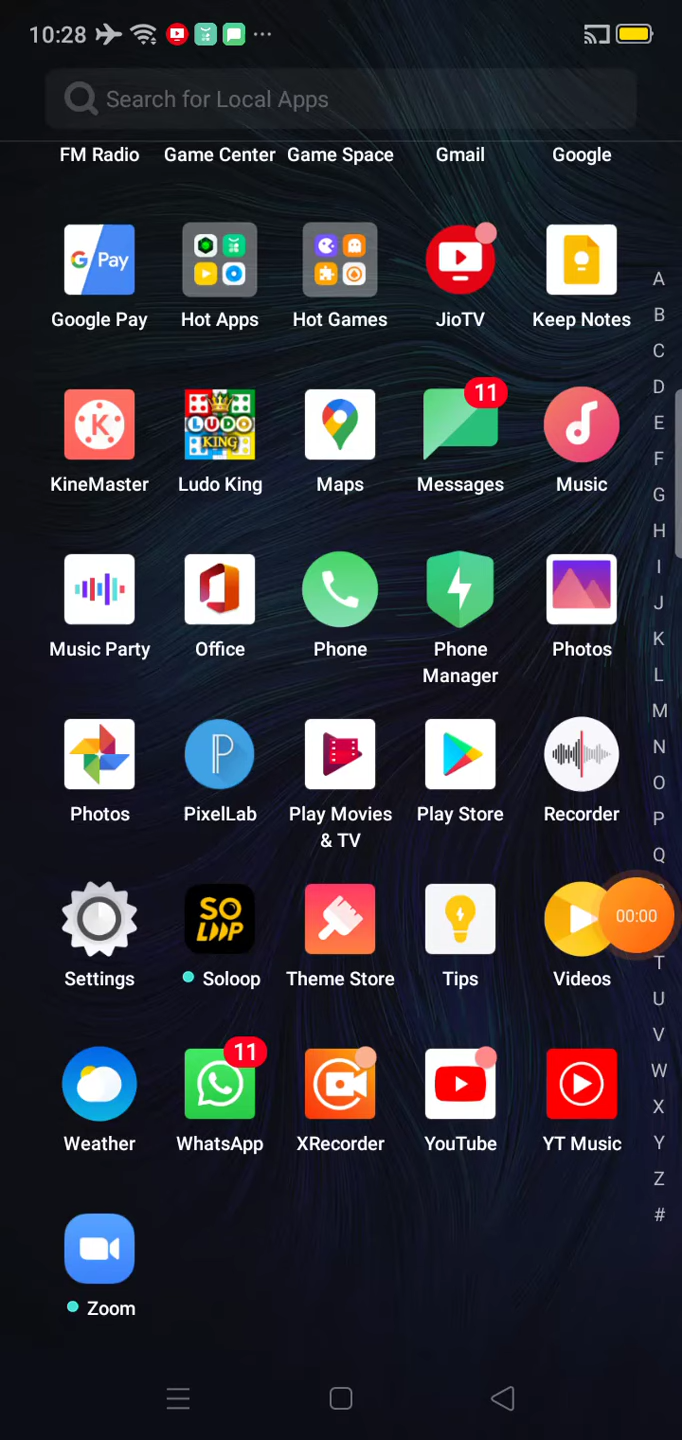 10:28
Search for Local Apps
FM Radio Game Center Game Space Gmail Google
G Pay
Google Pay Hot Apps Hot Games JioTV Keep Notes
K
LUDO
KING
11
KineMaster Ludo King Maps Messages Music
Music Party Office Phone Phone Manager Photos
P
Photos PixelLab Play Movies & TV Play Store Recorder
SO
LOOP
00:00
Settings Soloop Theme Store Tips Videos
11
Weather WhatsApp XRecorder YouTube YT Music
Zoom
A
B
C
D
E
F
G
H
I
J
K
L
M
N
O
P
Q
T
U
V
W
X
Y
Z
#